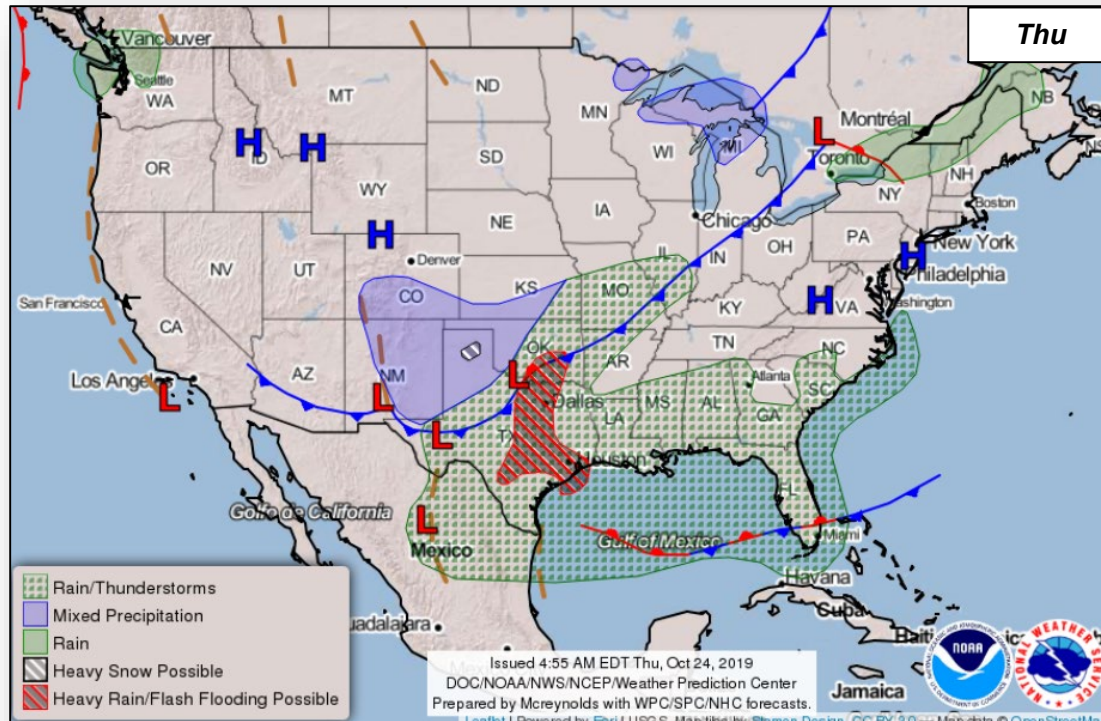 Thu
Vancouver
Seattle
WA
MT
ND
MN
OR
ID
SD
WI
MI
Montréal
Toronto
NB
NH
NY
Boston
WY
NE
IA
Chicago
PA
New York
Philadelphia
NV
UT
Denver
CO
KS
MO
IL
IN
OH
KY
VA
San Francisco
CA
Los Angeles
AZ
NM
OK
AR
TN
NC
SC
Atlanta
Dallas
TX
LA
MS
AL
GA
Houston
FL
Miami
Golfo de California
Gulf of Mexico
Mexico
Havana
Cuba
Jamaica
H
H
H
H
H
L
L
L
L
L
L
Rain/Thunderstorms
Mixed Precipitation
Rain
Heavy Snow Possible
Heavy Rain/Flash Flooding Possible
Issued 4:55 AM EDT Thu, Oct 24, 2019
DOC/NOAA/NWS/NCEP/Weather Prediction Center
Prepared by Mcreynolds with WPC/SPC/NHC forecasts.
NOAA
NATIONAL WEATHER SERVICE